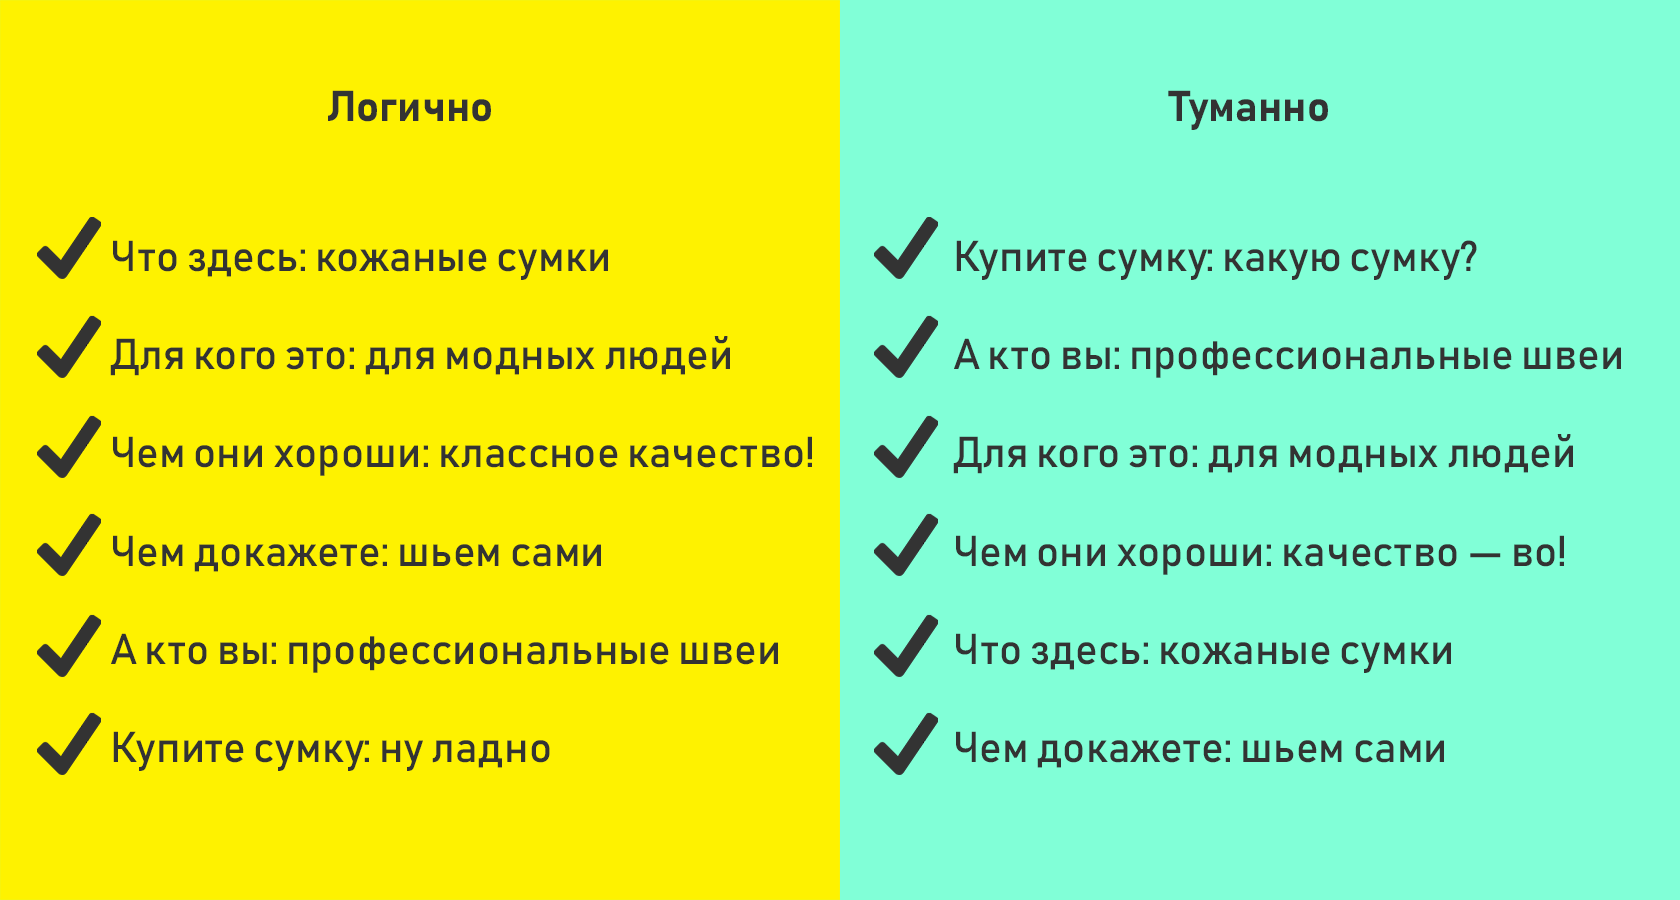 Логично
Что здесь: кожаные сумки
Для кого это: для модных людей
Чем они хороши: классное качество!
Чем докажете: шьем сами
А кто вы: профессиональные швеи
Купите сумку: ну ладно
Туманно
Купите сумку: какую сумку?
А кто вы: профессиональные швеи
Для кого это: для модных людей
Чем они хороши: качество — во!
Что здесь: кожаные сумки
Чем докажете: шьем сами